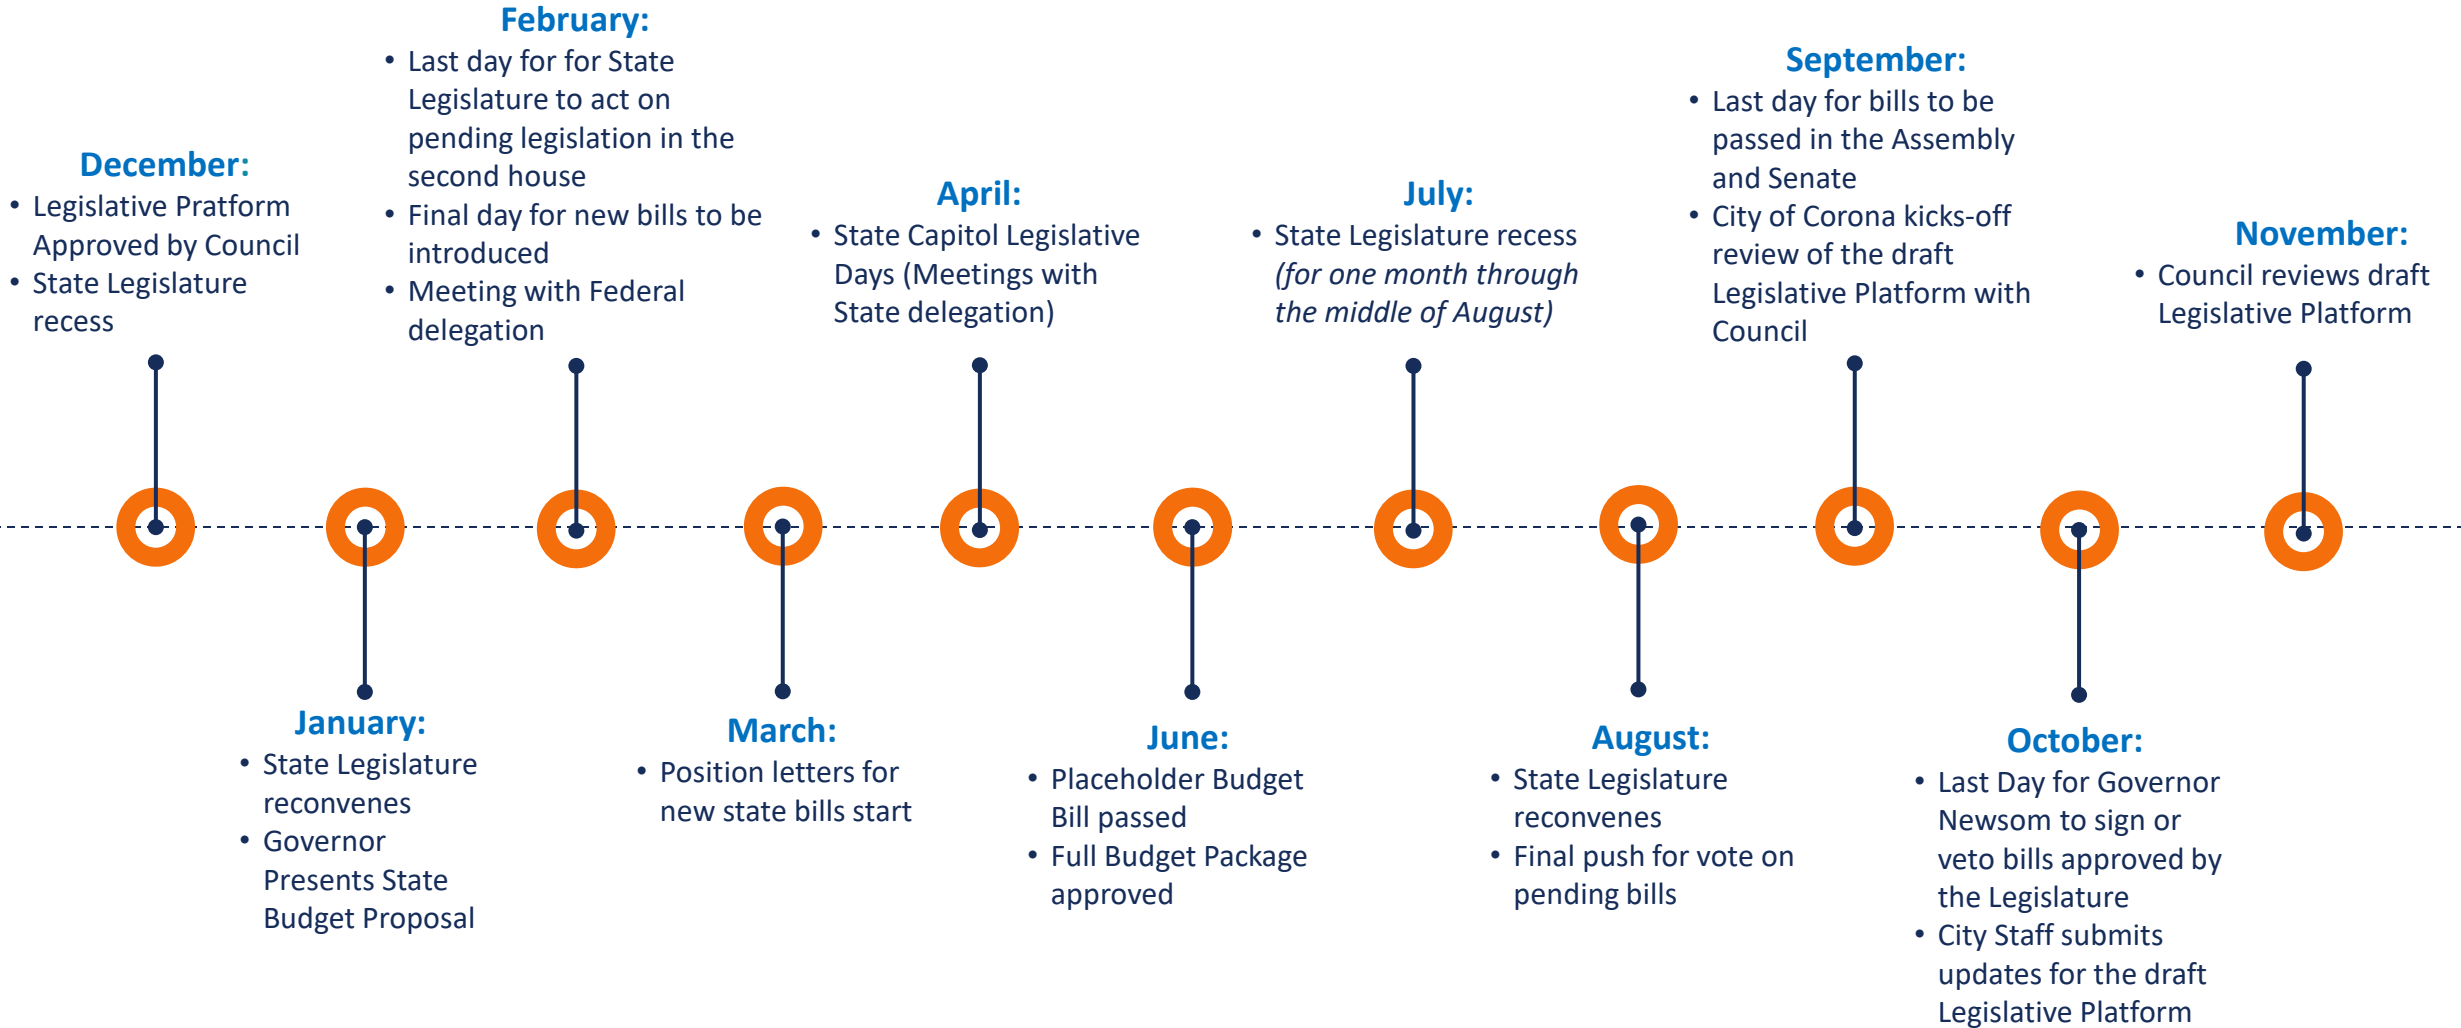 December:
• Legislative Pratform
Approved by Council
• State Legislature
recess
January:
• State Legislature
reconvenes
• Governor
Presents State
Budget Proposal
February:
• Last day for for State
Legislature to act on
pending legislation in the
second house
• Final day for new bills to be
introduced
• Meeting with Federal
delegation
March:
• Position letters for
new state bills start
April:
• State Capitol Legislative
Days (Meetings with
State delegation)
June:
• Placeholder Budget
Bill passed
• Full Budget Package
approved
July:
• State Legislature recess
(for one month through
the middle of August)
August:
• State Legislature
reconvenes
• Final push for vote on
pending bills
September:
• Last day for bills to be
passed in the Assembly
and Senate
• City of Corona kicks-off
review of the draft
Legislative Platform with
Council
October:
• Last Day for Governor
Newsom to sign or
veto bills approved by
the Legislature
• City Staff submits
updates for the draft
Legislative Platform
November:
• Council reviews draft
Legislative Platform